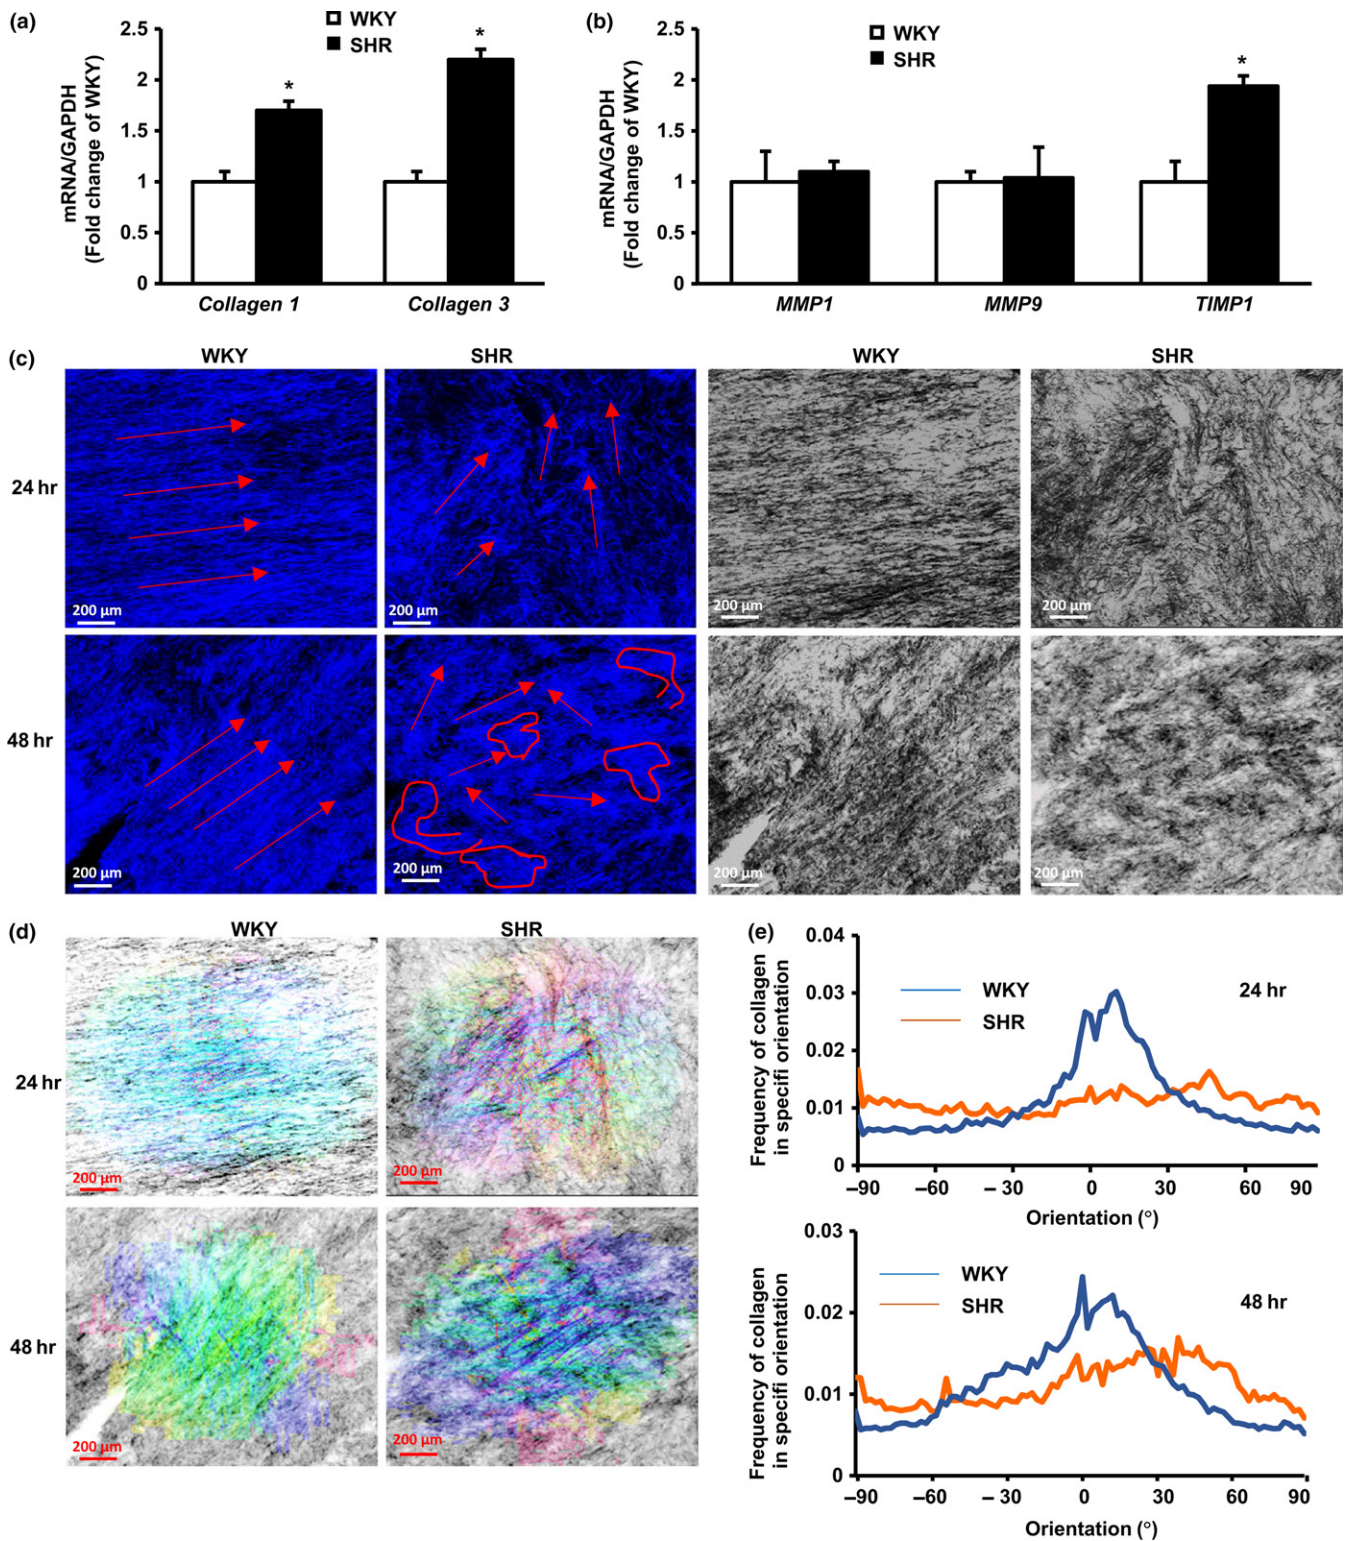 (a)
2.5
2
1.5
1
0.5
0
mRNA/GAPDH
(Fold change of WKY)
WKY
SHR
*
*
Collagen 1
Collagen 3
(b)
2.5
2
1.5
1
0.5
0
mRNA/GAPDH
(Fold change of WKY)
WKY
SHR
*
MMP1
MMP9
TIMP1
(c)
WKY
SHR
WKY
SHR
24 hr
200 µm
200 µm
200 µm
200 µm
48 hr
200 µm
200 µm
200 µm
200 µm
(d)
WKY
SHR
24 hr
200 µm
200 µm
48 hr
200 µm
200 µm
(e)
0.04
0.03
0.02
0.01
0
Frequency of collagen
in specifi orientation
WKY
SHR
24 hr
–90
–60
– 30
0
30
60
90
Orientation (°)
0.03
0.02
0.01
0
Frequency of collagen
in specifi orientation
WKY
SHR
48 hr
–90
–60
– 30
0
30
60
90
Orientation (°)